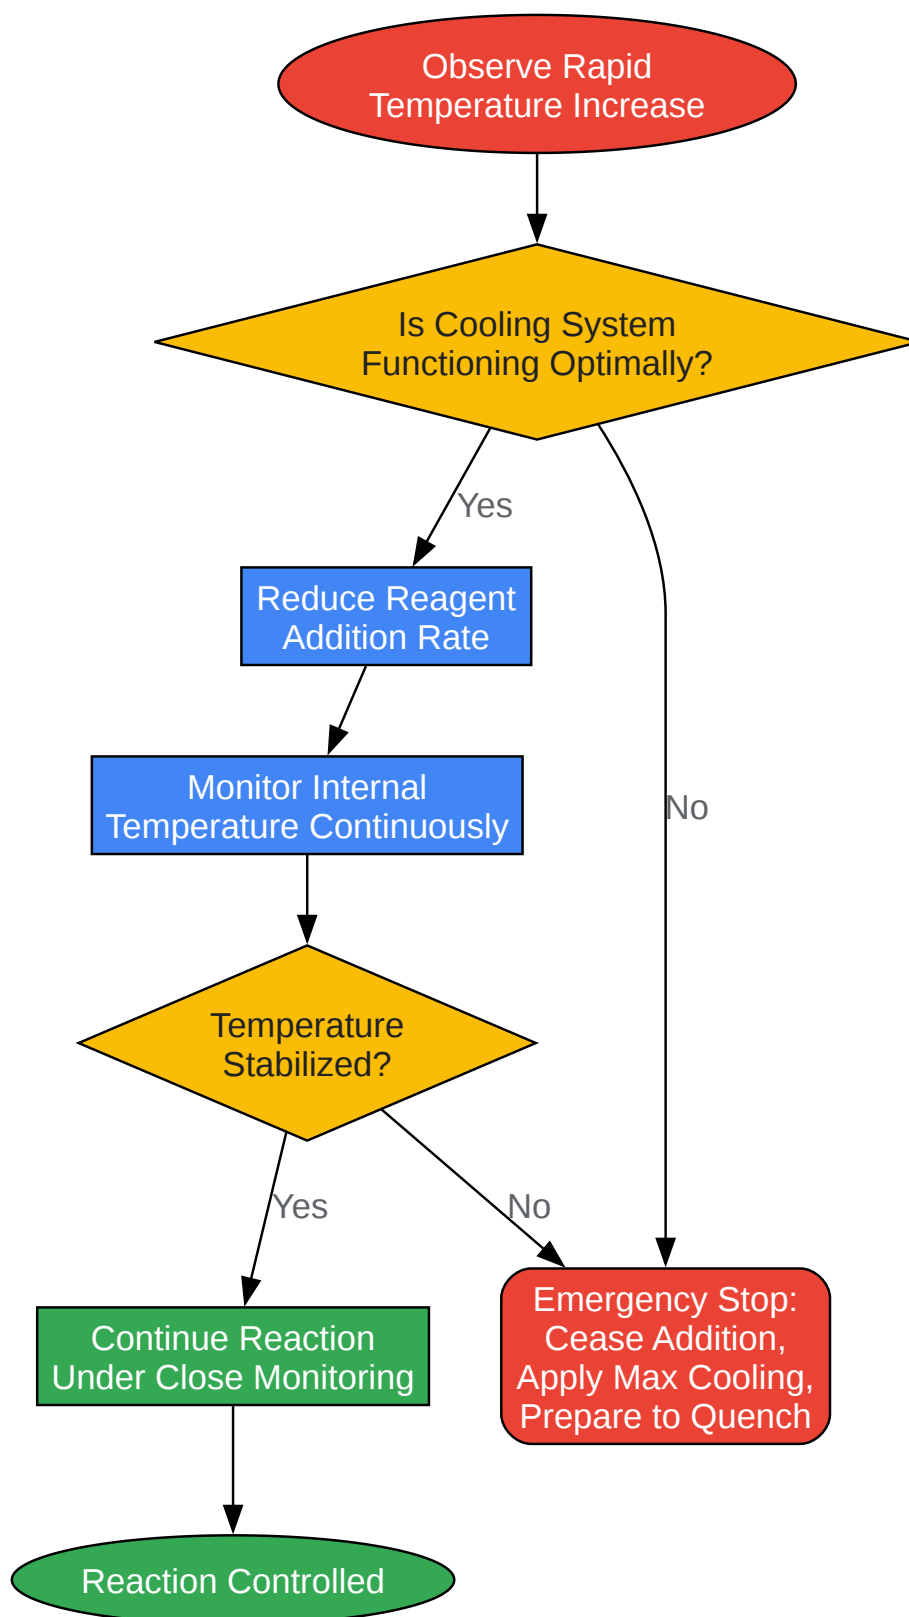 Observe Rapid
Temperature Increase
Is Cooling System
Functioning Optimally?
Yes
Reduce Reagent
Addition Rate
Monitor Internal
Temperature Continuously
No
Temperature
Stabilized?
Yes
No
Continue Reaction
Under Close Monitoring
Emergency Stop:
Cease Addition,
Apply Max Cooling,
Prepare to Quench
Reaction Controlled